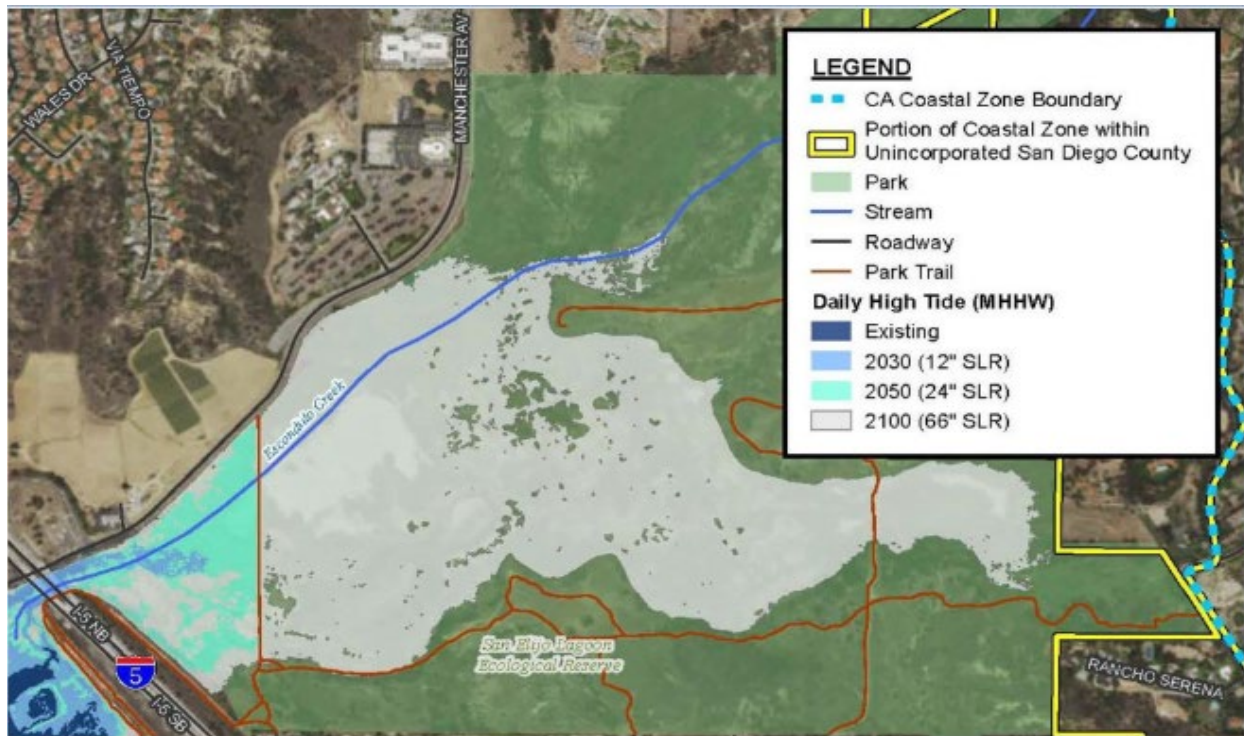 WALES DR
VIA TIEMPO
MANCHESTER AV
LEGEND
CA Coastal Zone Boundary
Portion of Coastal Zone within
Unincorporated San Diego County
Park
Stream
Roadway
Park Trail
Daily High Tide (MHHW)
Existing
2030 (12" SLR)
2050 (24" SLR)
2100 (66" SLR)
Escondido Creek
I-5 NB
5
I-5 SB
San Elijo Lagoon
Ecological Reserve
RANCHO SERENA